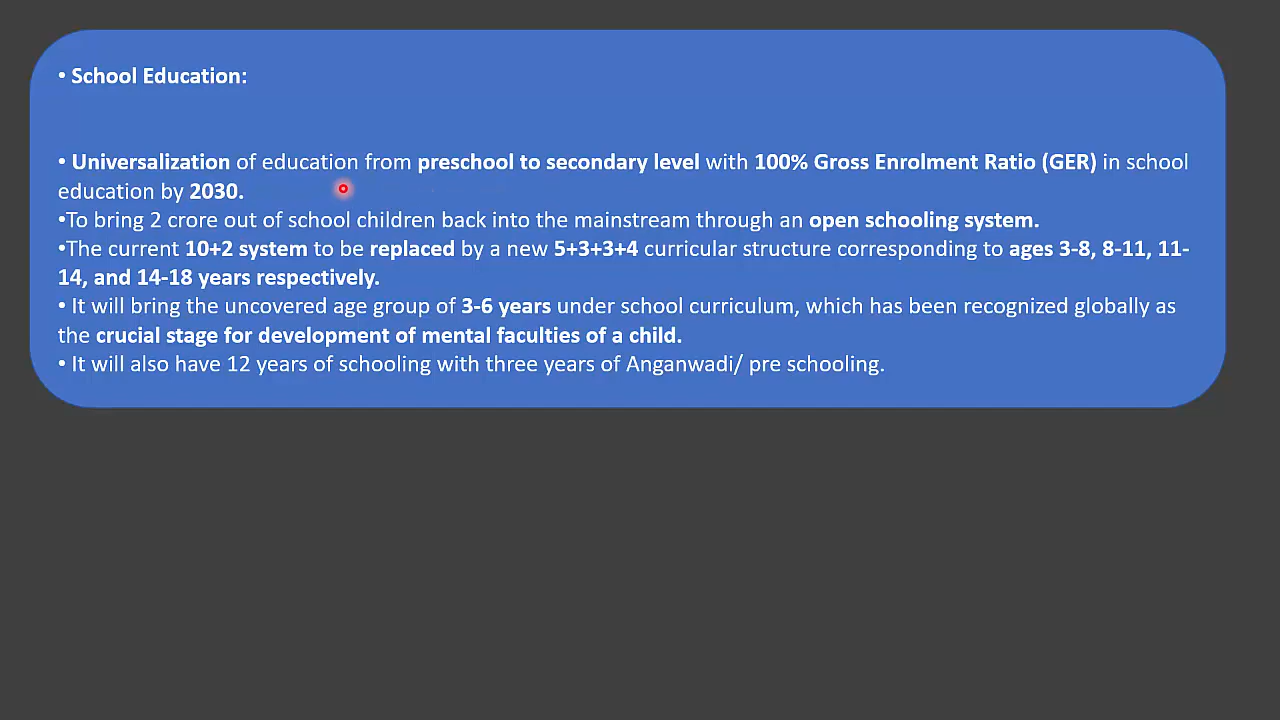 • School Education:
• Universalization of education from preschool to secondary level with 100% Gross Enrolment Ratio (GER) in school
education by 2030.
•To bring 2 crore out of school children back into the mainstream through an open schooling system.
•The current 10+2 system to be replaced by a new 5+3+3+4 curricular structure corresponding to ages 3-8, 8-11, 11-
14, and 14-18 years respectively.
• It will bring the uncovered age group of 3-6 years under school curriculum, which has been recognized globally as
the crucial stage for development of mental faculties of a child.
• It will also have 12 years of schooling with three years of Anganwadi/ pre schooling.